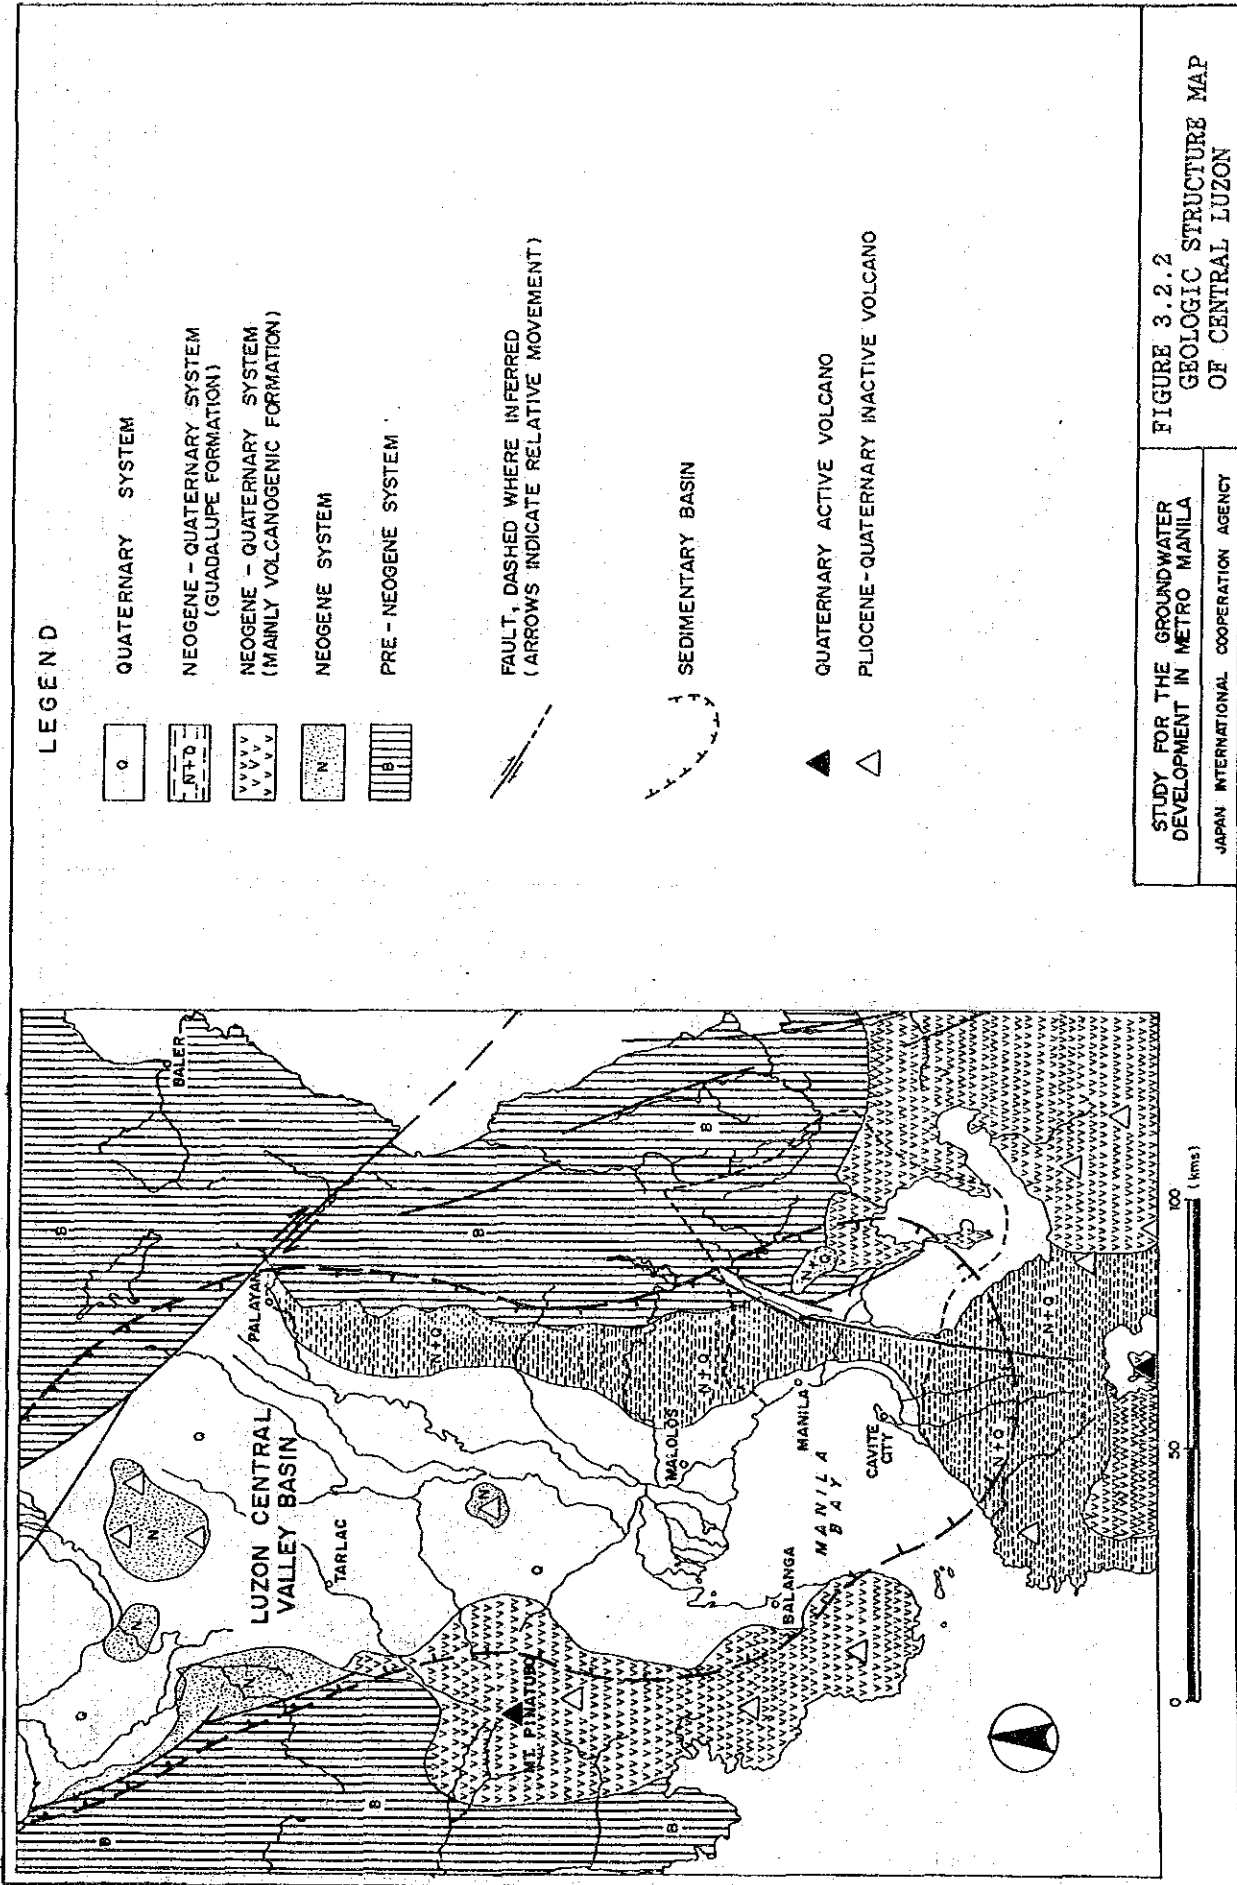 LEGEND
Q
QUATERNARY SYSTEM
N+Q
NEOGENE-QUATERNARY SYSTEM
(GUADALUPE FORMATION)
NEOGENE - QUATERNARY SYSTEM
(MAINLY VOLCANOGENIC FORMATION)
N
NEOGENE SYSTEM
B
PRE-NEOGENE SYSTEM
FAULT, DASHED WHERE INFERRED
(ARROWS INDICATE RELATIVE MOVEMENT)
SEDIMENTARY BASIN
QUATERNARY ACTIVE VOLCANO
PLIOCENE-QUATERNARY INACTIVE VOLCANO
B
Q
N
N
N
B
BALER
Q
PALAYAN
LUZON CENTRAL
VALLEY BASIN
TARLAC
B
N+Q
B
N
Q
MT. PINATUBO
B
B
N+Q
MALOLOS
N+Q
MANILA
BALANGA
MANILA
BAY
CAVITE
CITY
N+Q
N+Q
0
50
100
(kms)
STUDY FOR THE GROUNDWATER
DEVELOPMENT IN METRO MANILA
JAPAN INTERNATIONAL COOPERATION AGENCY
FIGURE 3.2.2
GEOLOGIC STRUCTURE MAP
OF CENTRAL LUZON